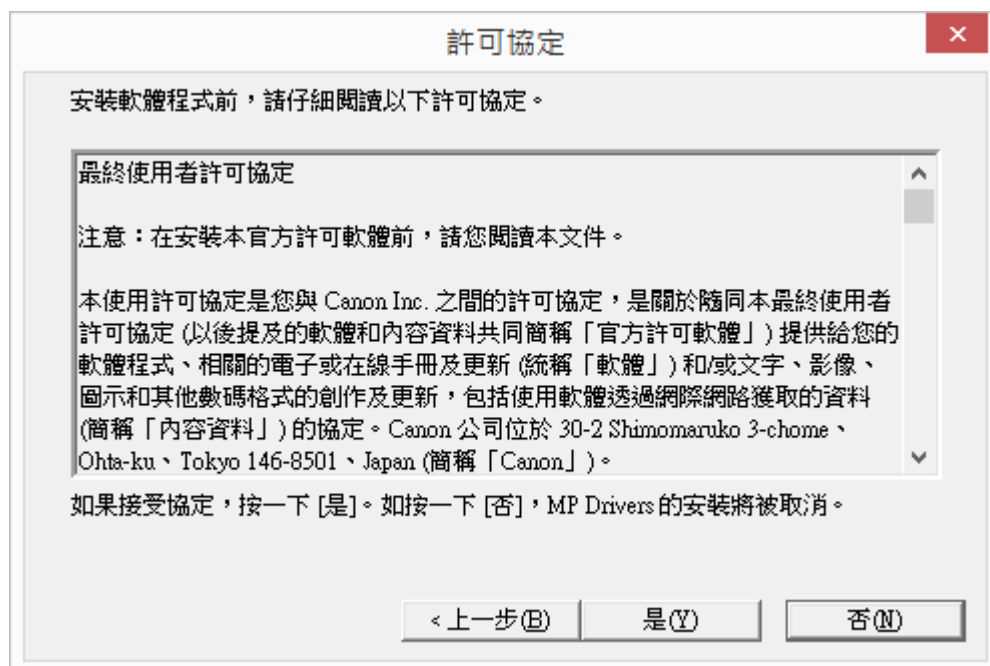 許可協定
安裝軟體程式前，請仔細閱讀以下許可協定。
最終使用者許可協定
注意：在安裝本官方許可軟體前，請您閱讀本文件。
本使用許可協定是您與 Canon Inc. 之間的許可協定，是關於隨同本最終使用者
許可協定 (以後提及的軟體和內容資料共同簡稱「官方許可軟體」) 提供給您的
軟體程式、相關的電子或在線手冊及更新 (統稱「軟體」) 和/或文字、影像、
圖示和其他數碼格式的創作及更新，包括使用軟體透過網際網路獲取的資料
(簡稱「內容資料」) 的協定。Canon 公司位於 30-2 Shimomaruko 3-chome、
Ohta-ku、Tokyo 146-8501、Japan (簡稱「Canon」)。
如果接受協定，按一下 [是]。如按一下 [否]，MP Drivers 的安裝將被取消。
<上一步(B) 是(Y) 否(N)